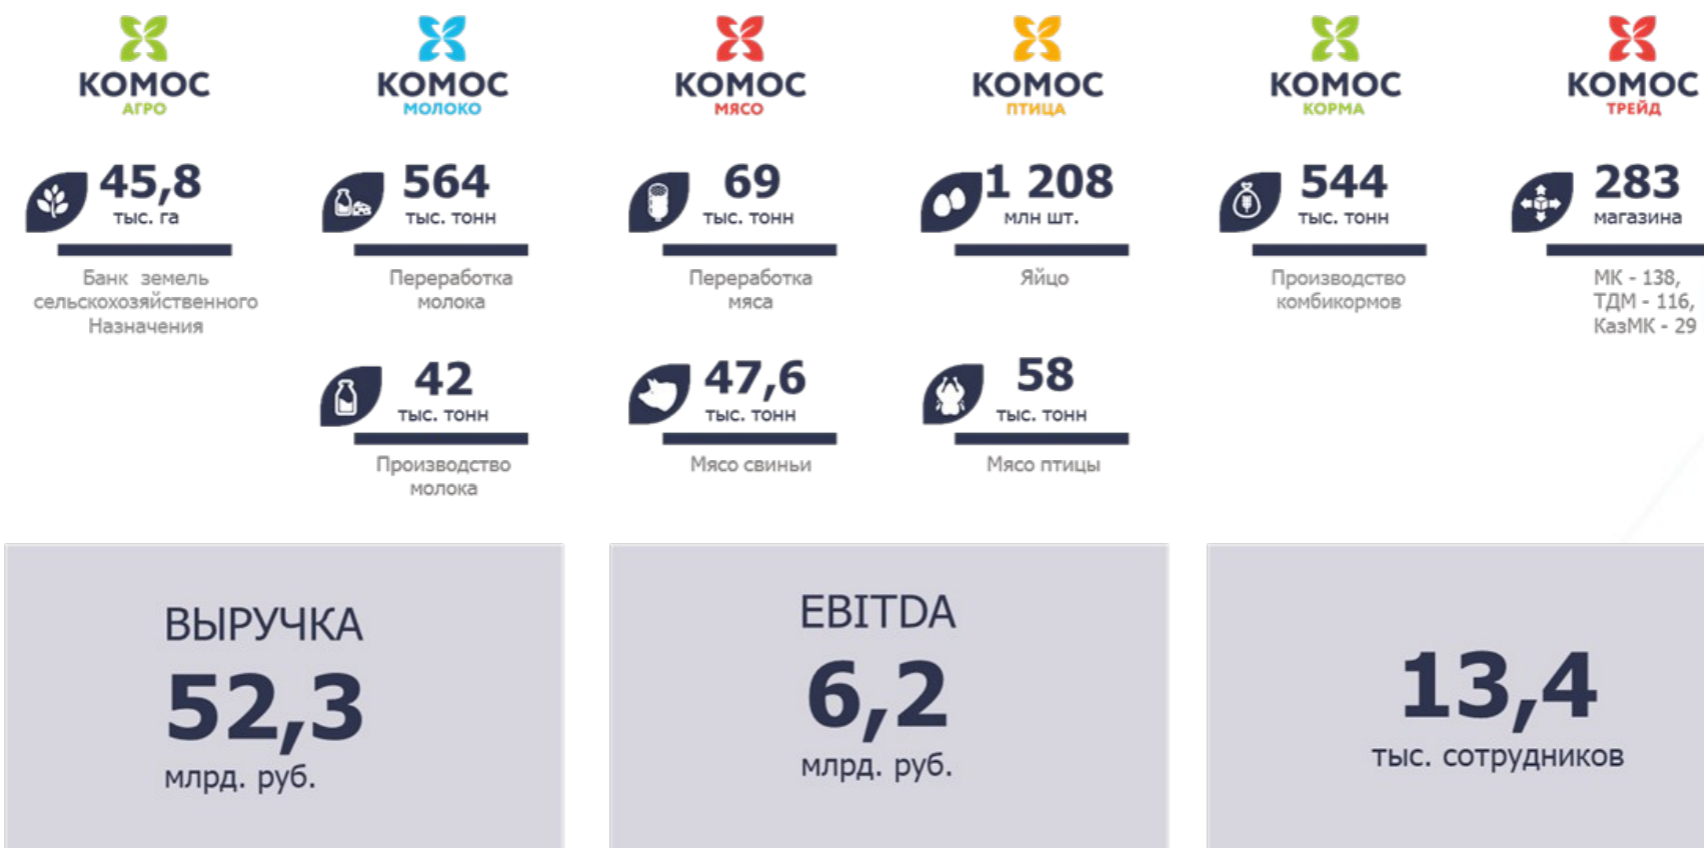 КОМОС
АГРО
КОМОС
МОЛОКО
КОМОС
МЯСО
КОМОС
ПТИЦА
КОМОС
КОРМА
КОМОС
ТРЕЙД
45,8
тыс. га
Банк земель
сельскохозяйственного
Назначения
564
тыс. тонн
Переработка
молока
69
тыс. тонн
Переработка
мяса
1 208
млн шт.
Яйцо
544
тыс. тонн
Производство
комбикормов
283
магазина
МК - 138,
ТДМ - 116,
КазМК - 29
42
тыс. тонн
Производство
молока
47,6
тыс. тонн
Мясо свиньи
58
тыс. тонн
Мясо птицы
ВЫРУЧКА
52,3
млрд. руб.
EBITDA
6,2
млрд. руб.
13,4
тыс. сотрудников